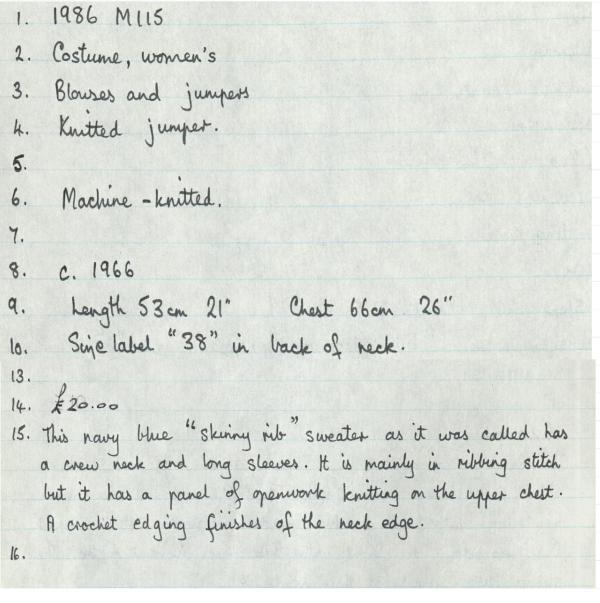 1. 1986 M115
2. Costume, women's
3. Blouses and jumpers
4. Knitted jumper.
5.
6. Machine-knitted.
7.
8. c. 1966
9. Length 53cm 21" Chest 66cm 26"
10. Size label "38" in back of neck.
13.
14. £20.00
15. This navy blue "skinny rib" sweater as it was called has
a crew neck and long sleeves. It is mainly in ribbing stitch
but it has a panel of openwork knitting on the upper chest.
A crochet edging finishes of the neck edge.
16.